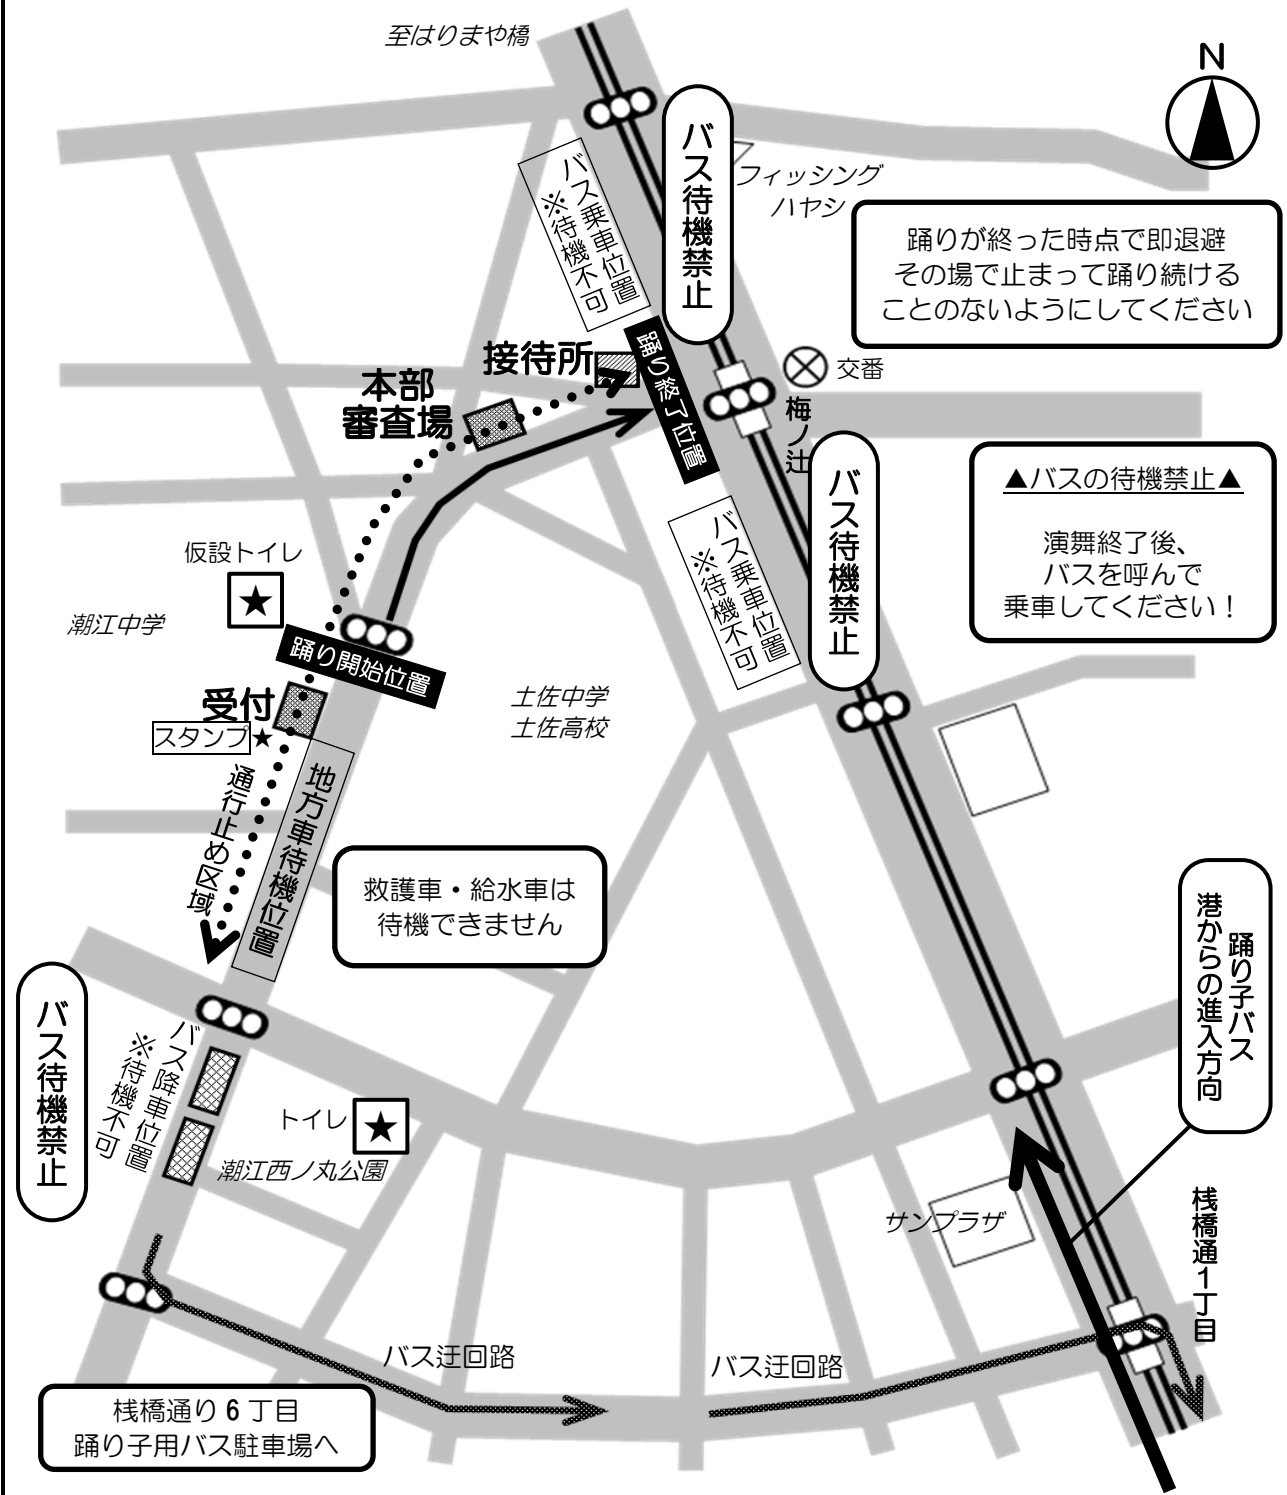 至はりまや橋
N
バス待機禁止
バス乗車位置
※待機不可
フィッシング
ハヤシ
踊りが終った時点で即退避
その場で止まって踊り続ける
ことのないようにしてください
接待所
踊り終了位置
交番
本部
審査場
梅ノ辻
バス待機禁止
▲バスの待機禁止▲
演舞終了後、
バスを呼んで
乗車してください！
バス乗車位置
※待機不可
仮設トイレ
★
潮江中学
踊り開始位置
受付
スタンプ★
土佐中学
土佐高校
通行止め区域
地方車待機位置
救護車・給水車は
待機できません
踊り子バス
港からの進入方向
バス待機禁止
バス降車位置
※待機不可
トイレ
★
潮江西ノ丸公園
サンプラザ
桟橋通1丁目
バス迂回路
バス迂回路
桟橋通り6丁目
踊り子用バス駐車場へ